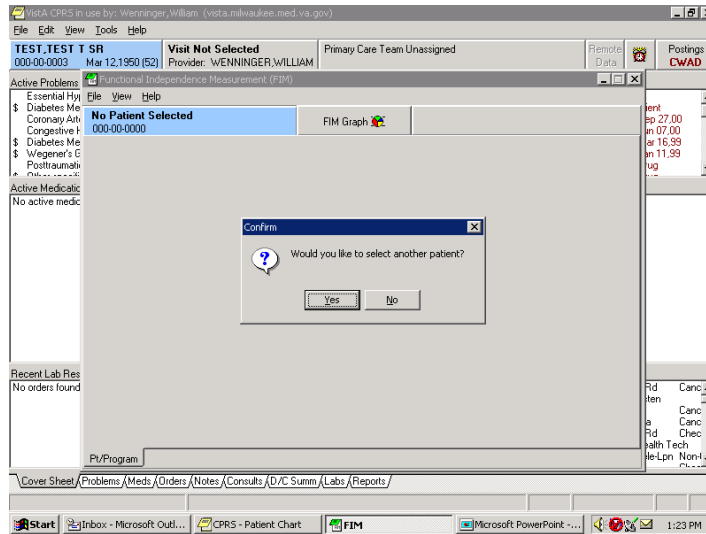 VistA CPRS in use by: Wenninger,William (vista.milwaukee.med.va.gov)
File Edit View Tools Help
TEST,TEST T SR
000-00-0003 Mar 12,1950 (52)
Visit Not Selected
Provider: WENNINGER,WILLIAM
Primary Care Team Unassigned
Remote
Data
Postings
CWAD
Active Problems
Essential Hy
$ Diabetes Me
Coronary Art
Congestive H
$ Diabetes Me
$ Wegener's G
Posttraumati
Functional Independence Measurement (FIM)
File View Help
No Patient Selected
000-00-0000
FIM Graph
ient
ep 27,00
un 07,00
ar 16,99
an 11,99
rug
Active Medicatio
No active medic
Confirm
Would you like to select another patient?
Yes No
Recent Lab Res
No orders found
Rd Canc
ten
Canc
a Canc
Rd Chec
ealth Tech
ele-Lpn Non-I
Pt/Program
Cover Sheet Problems Meds Orders Notes Consults D/C Summ Labs Reports
Start Inbox - Microsoft Outl... CPRS - Patient Chart FIM Microsoft PowerPoint -... 1:23 PM